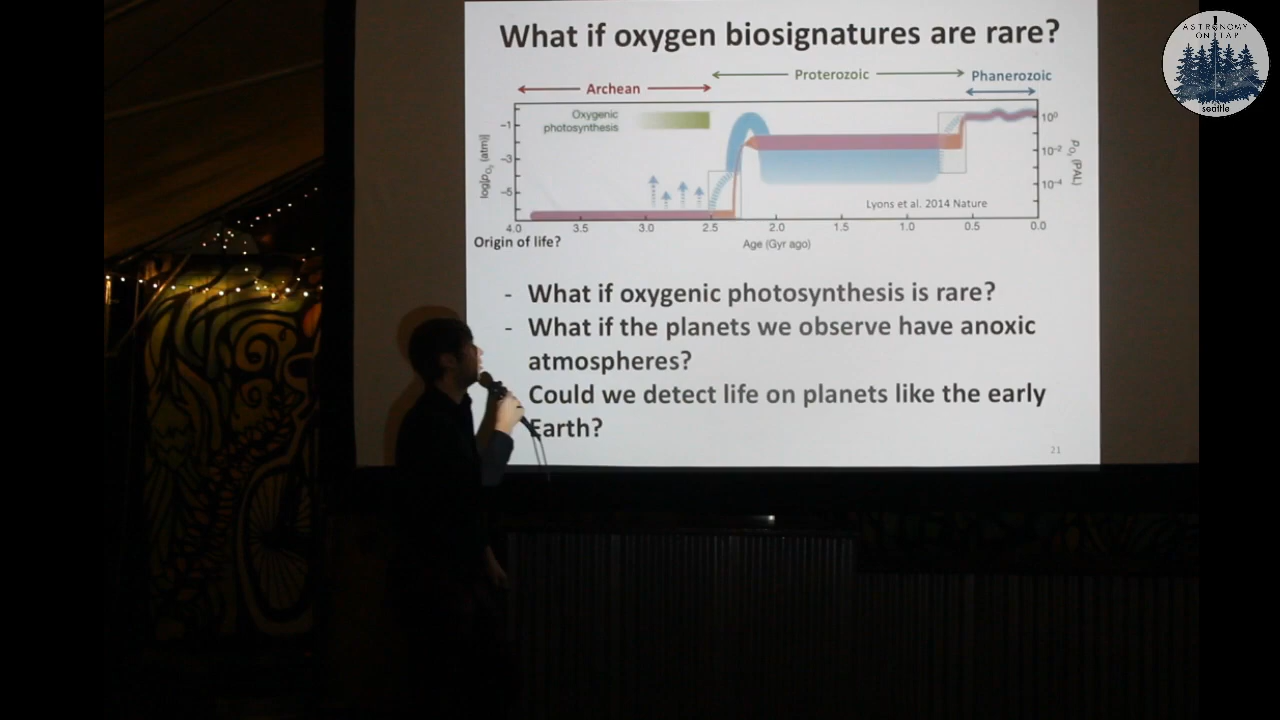 What if oxygen biosignatures are rare?
ASTRONOMY
ON TAP
seattle
Proterozoic
Phanerozoic
Archean
Oxygenic
photosynthesis
10⁰
10⁻²
10⁻⁴
pO₂ (PAL)
−1
−3
−5
log[pO₂ (atm)]
Lyons et al. 2014 Nature
4.0 3.5 3.0 2.5 2.0 1.5 1.0 0.5 0.0
Origin of life?
Age (Gyr ago)
- What if oxygenic photosynthesis is rare?
- What if the planets we observe have anoxic
atmospheres?
Could we detect life on planets like the early
Earth?
21